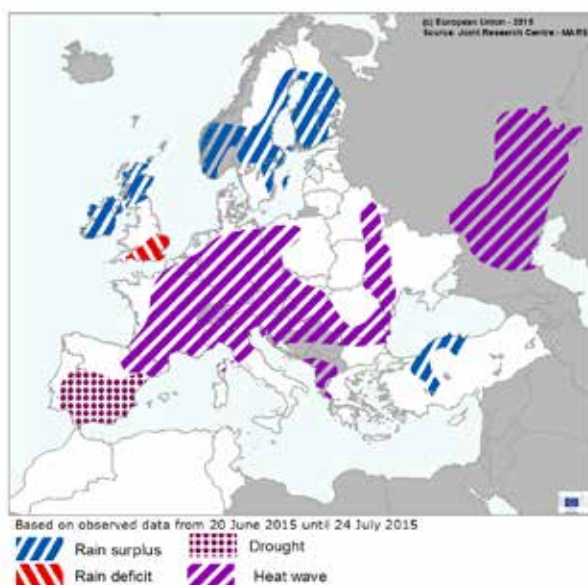 (c) European Union - 2015
Source: Joint Research Centre - MARS
Based on observed data from 20 June 2015 until 24 July 2015
Rain surplus
Drought
Rain deficit
Heat wave